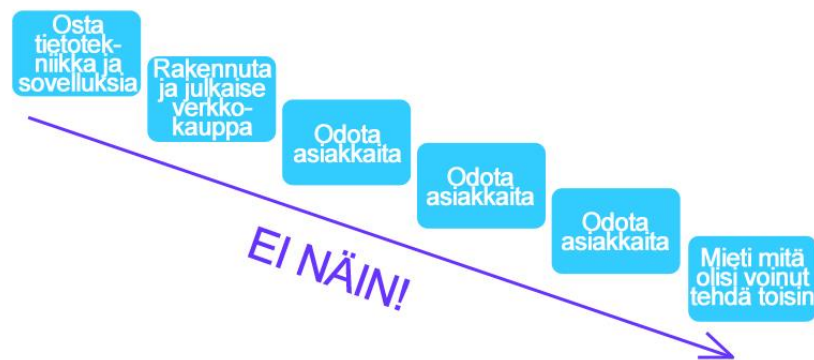 Osta
tietotek-
niikka ja
sovelluksia
Rakennuta
ja julkaise
verkko-
kauppa
Odota
asiakkaita
Odota
asiakkaita
Odota
asiakkaita
Mieti mitä
olisi voinut
tehdä toisin
EI NÄIN!